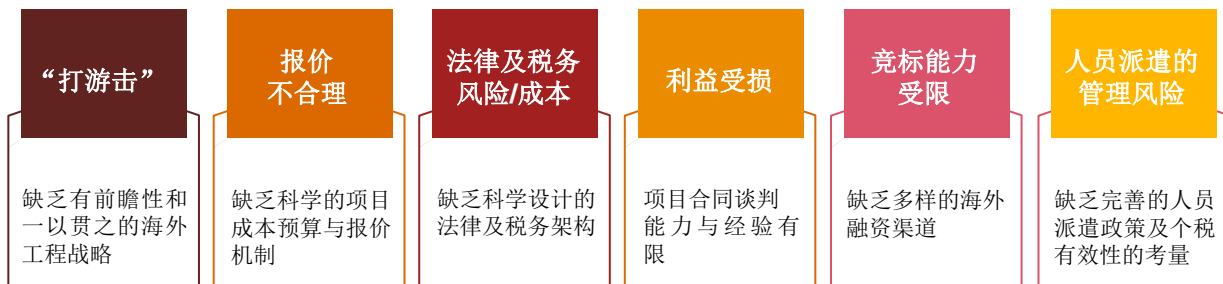 “打游击”
缺乏有前瞻性和
一以贯之的海外
工程战略
报价
不合理
缺乏科学的项目
成本预算与报价
机制
法律及税务
风险/成本
缺乏科学设计的
法律及税务架构
利益受损
项目合同谈判
能力与经验有
限
竞标能力
受限
缺乏多样的海外
融资渠道
人员派遣的
管理风险
缺乏完善的人员
派遣政策及个税
有效性的考量